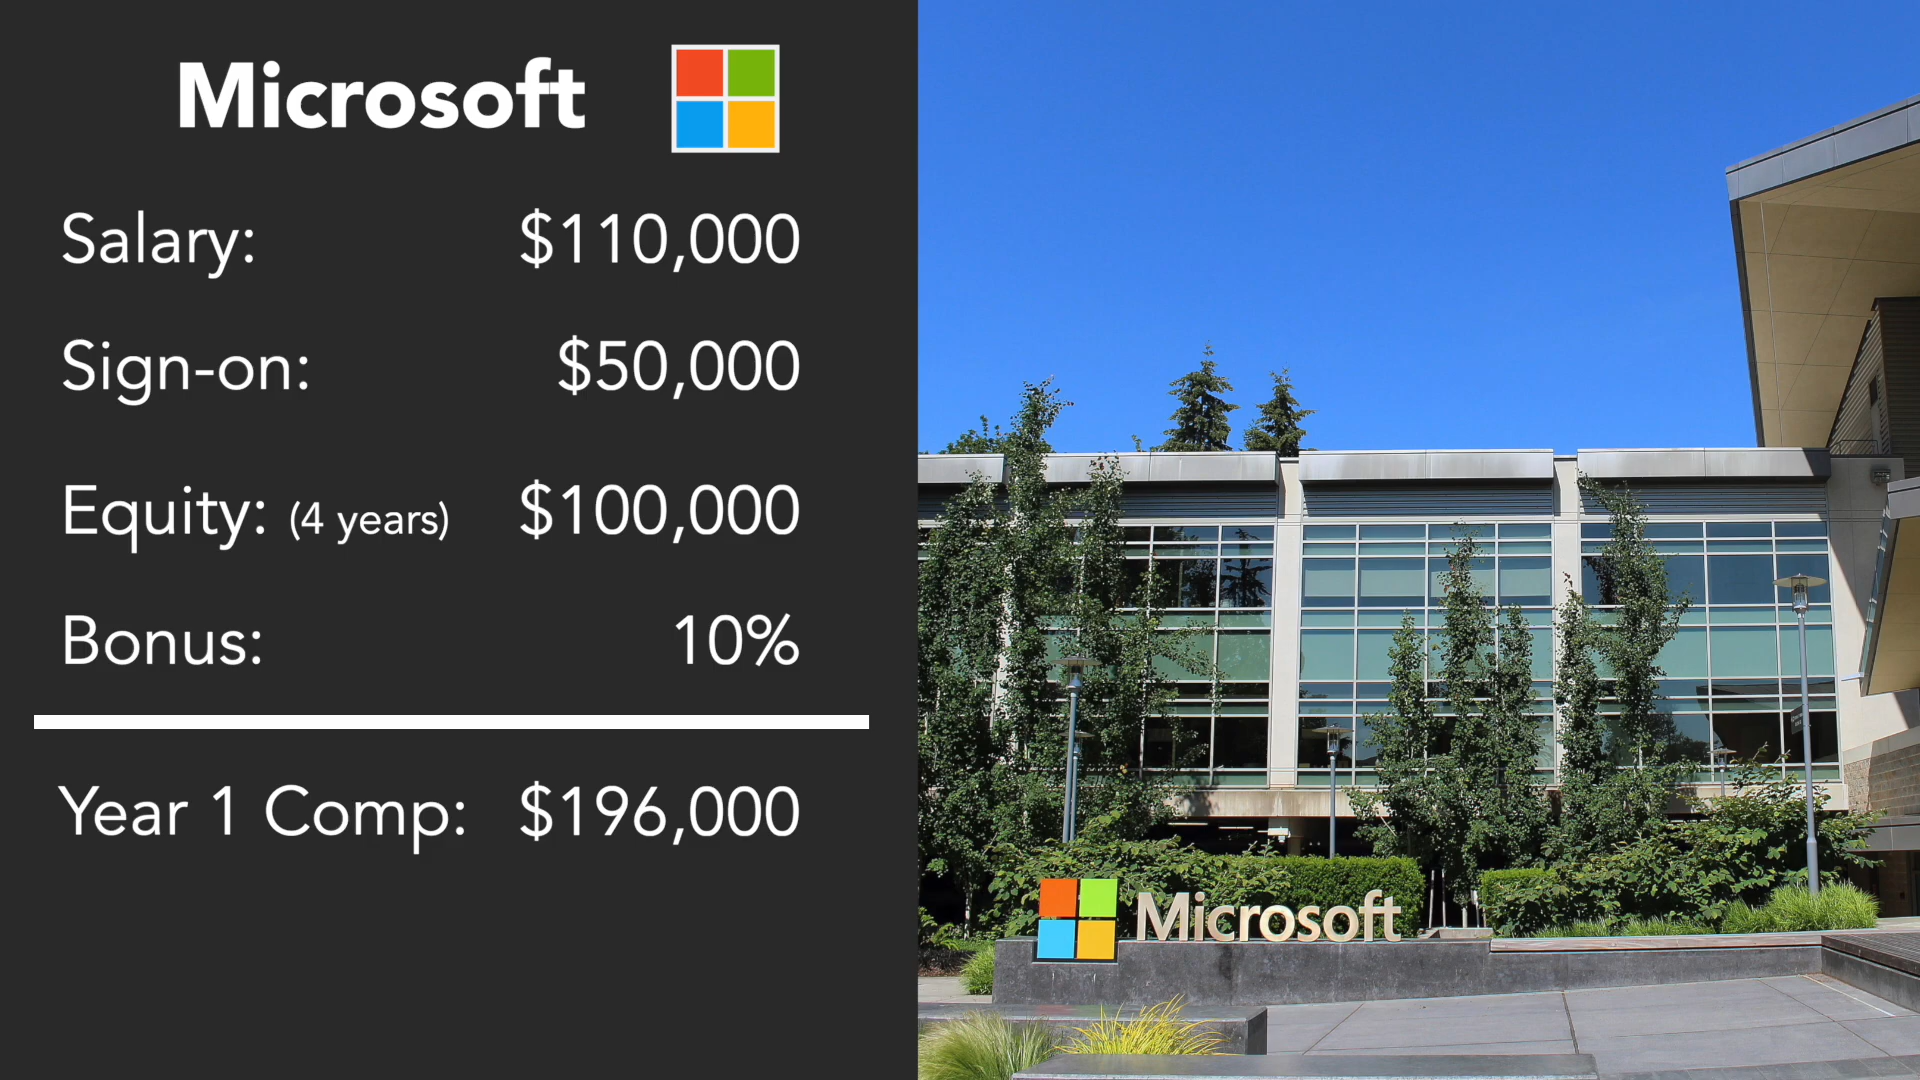 Microsoft
Salary: $110,000
Sign-on: $50,000
Equity: (4 years) $100,000
Bonus: 10%
Year 1 Comp: $196,000
Microsoft